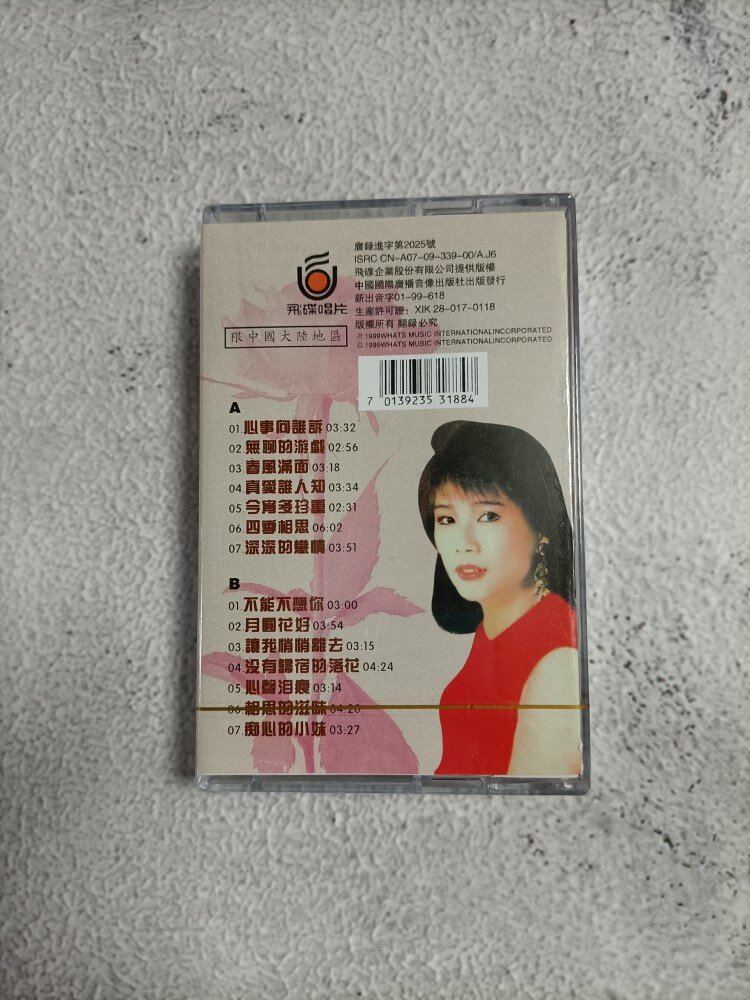 飛碟唱片
限中國大陸地區
廣録進字第2025號
ISRC CN-A07-09-339-00/A.J6
飛碟企業股份有限公司提供版權
中國國際廣播音像出版社出版發行
新出音字01-99-618
生産許可證：XIK 28-017-0118
版權所有 翻録必究
Ⓟ 1999WHATS MUSIC INTERNATIONALINCORPORATED
© 1999WHATS MUSIC INTERNATIONALINCORPORATED
7 0139235 31884
A
01.心事向誰訴 03:32
02.無聊的游戲 02:56
03.春風滿面 03:18
04.真愛誰人知 03:34
05.今宵多珍重 02:31
06.四季相思 06:02
07.深深的戀情 03:51
B
01.不能不想你 03:00
02.月圓花好 03:54
03.讓我悄悄離去 03:15
04.没有歸宿的落花 04:24
05.心聲泪痕 03:14
06.相思的滋味 04:20
07.痴心的小妹 03:27